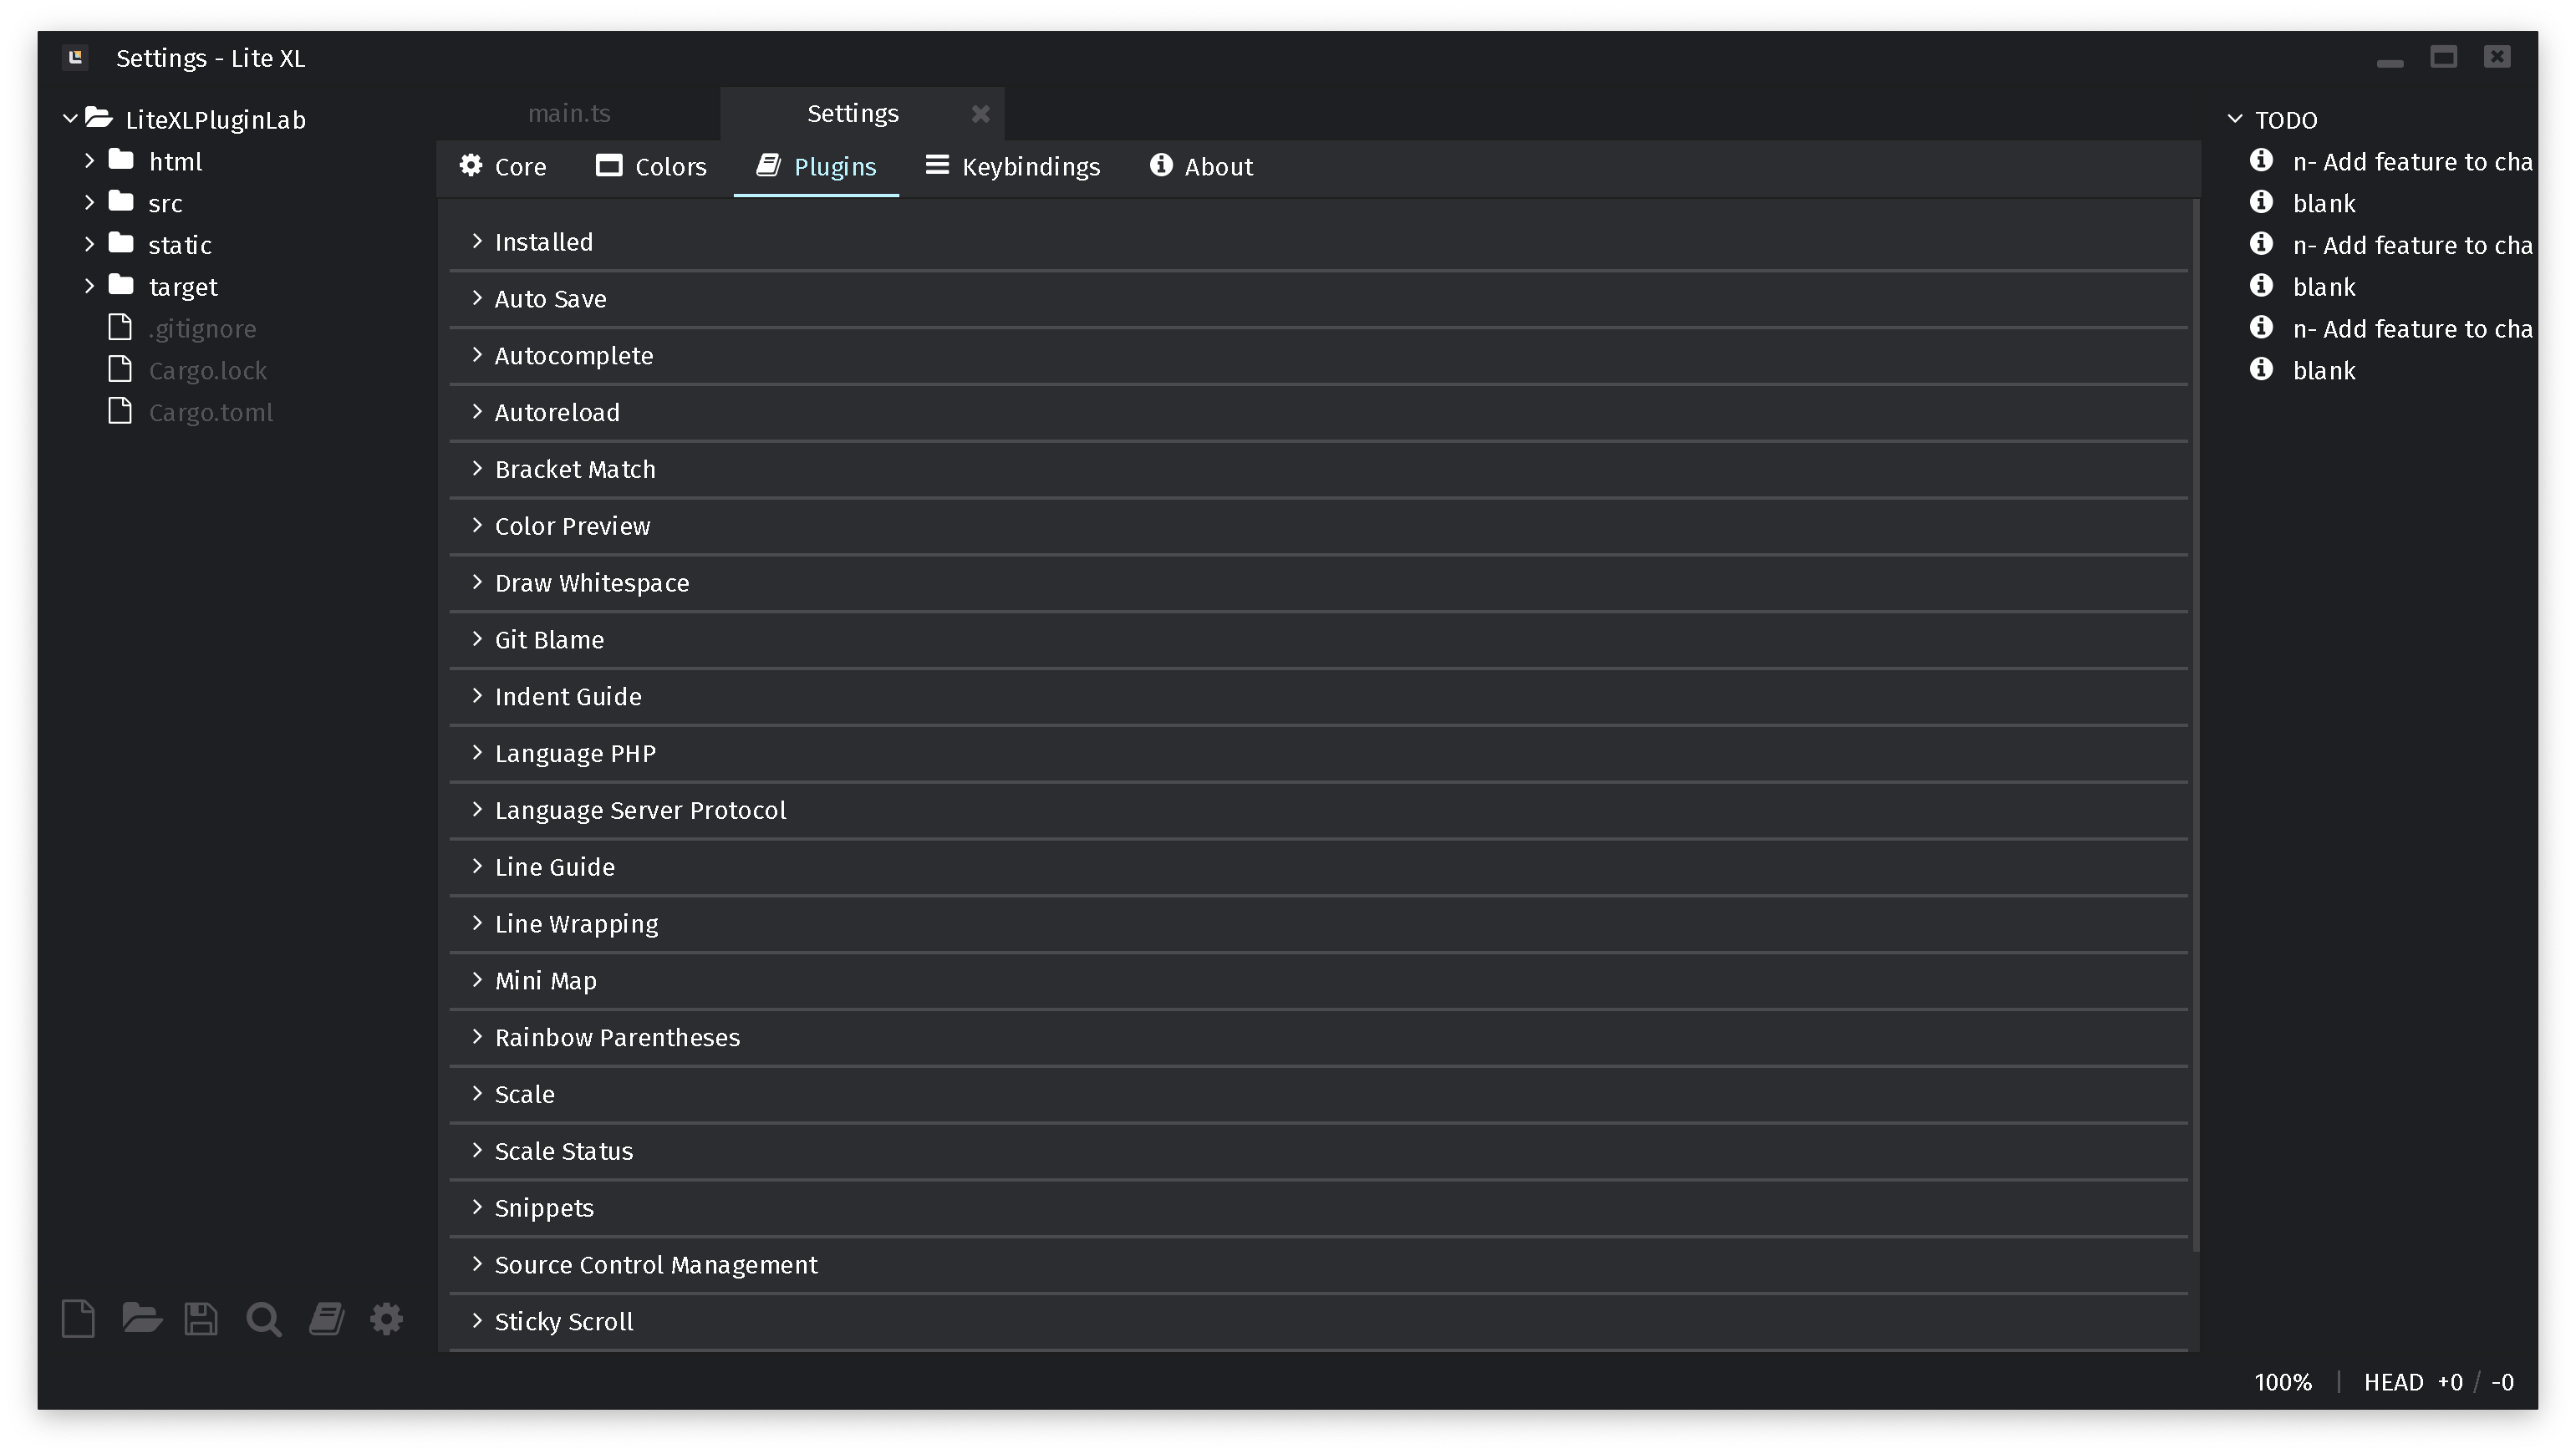 Settings - Lite XL
LiteXLPluginLab
html
src
static
target
.gitignore
Cargo.lock
Cargo.toml
main.ts
Settings
Core
Colors
Plugins
Keybindings
About
Installed
Auto Save
Autocomplete
Autoreload
Bracket Match
Color Preview
Draw Whitespace
Git Blame
Indent Guide
Language PHP
Language Server Protocol
Line Guide
Line Wrapping
Mini Map
Rainbow Parentheses
Scale
Scale Status
Snippets
Source Control Management
Sticky Scroll
TODO
n- Add feature to cha
blank
n- Add feature to cha
blank
n- Add feature to cha
blank
100% | HEAD +0 / -0